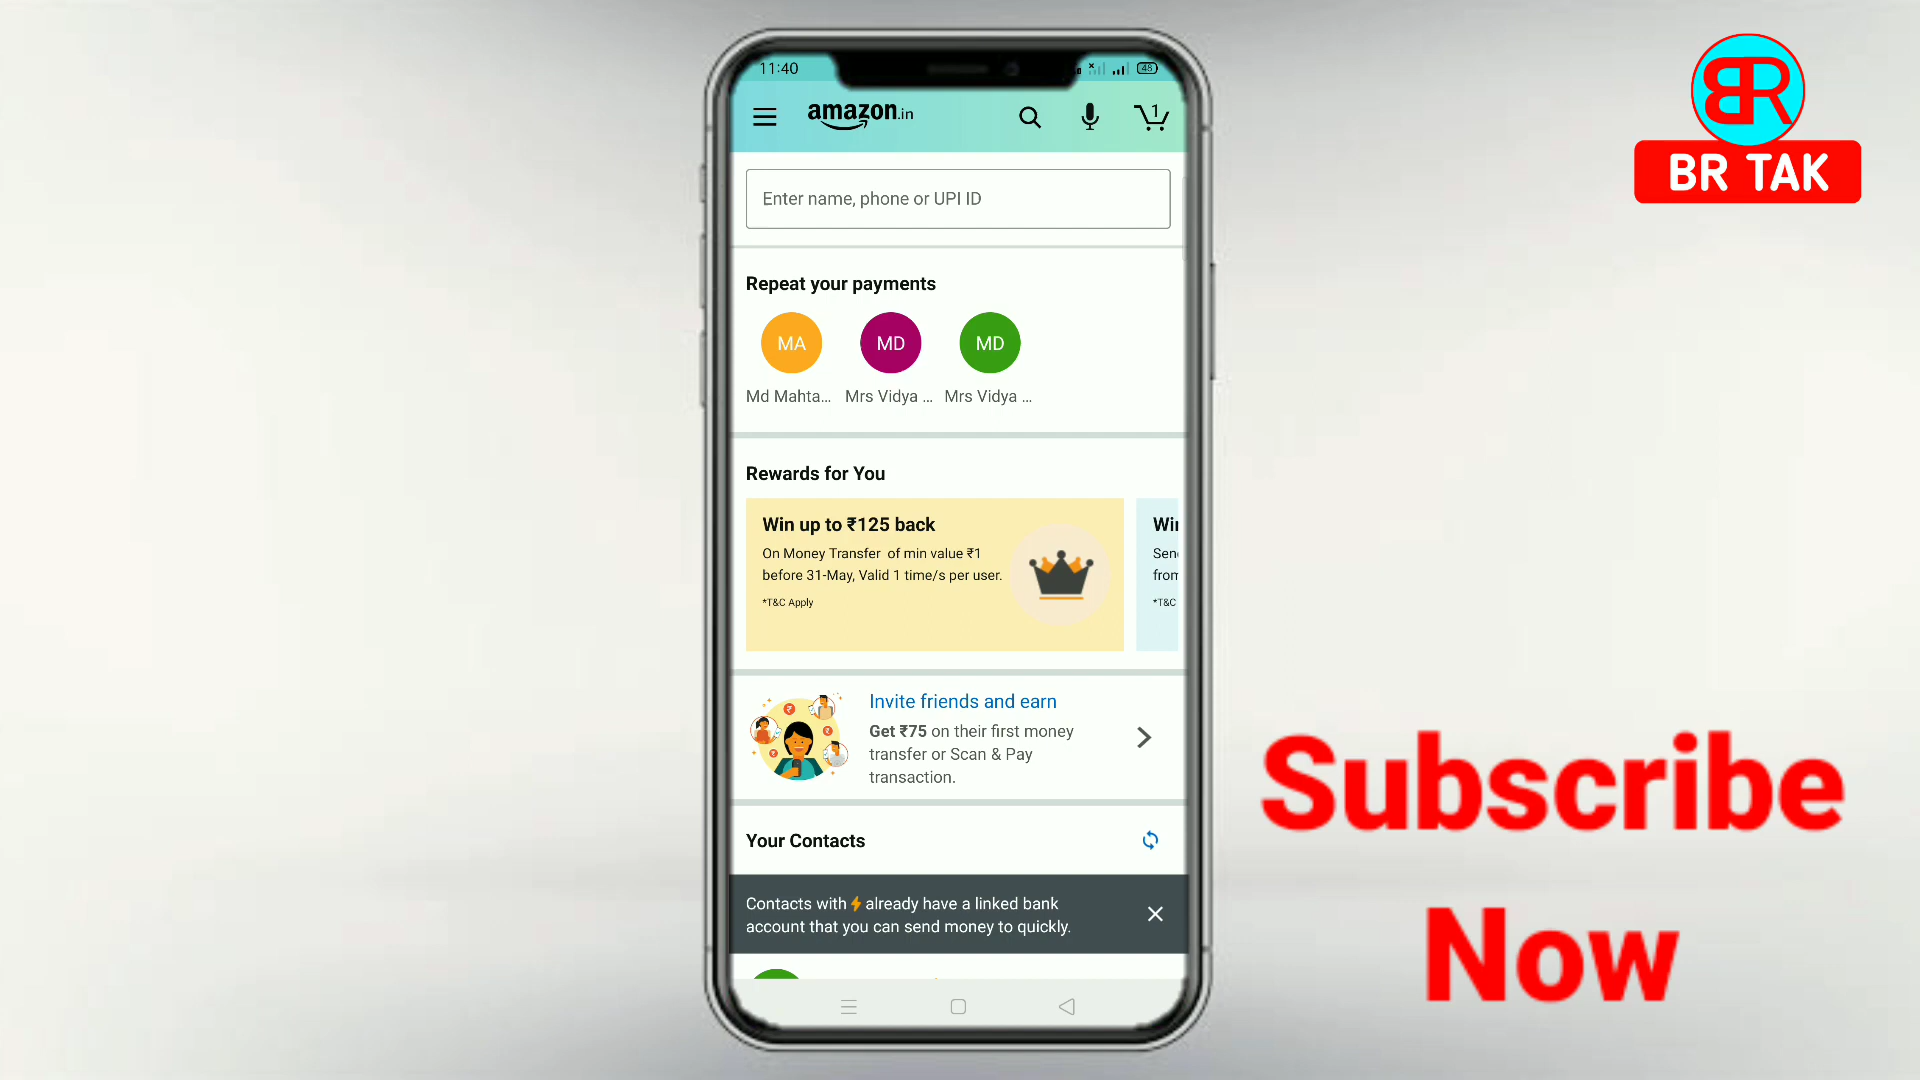 11:40
48
amazon.in
1
Enter name, phone or UPI ID
Repeat your payments
MA
MD
MD
Md Mahta...
Mrs Vidya ...
Mrs Vidya ...
Rewards for You
Win up to ₹125 back
On Money Transfer of min value ₹1
before 31-May, Valid 1 time/s per user.
*T&C Apply
*T&C
Invite friends and earn
Get ₹75 on their first money
transfer or Scan & Pay
transaction.
Your Contacts
Contacts with already have a linked bank
account that you can send money to quickly.
BR
BR TAK
Subscribe
Now